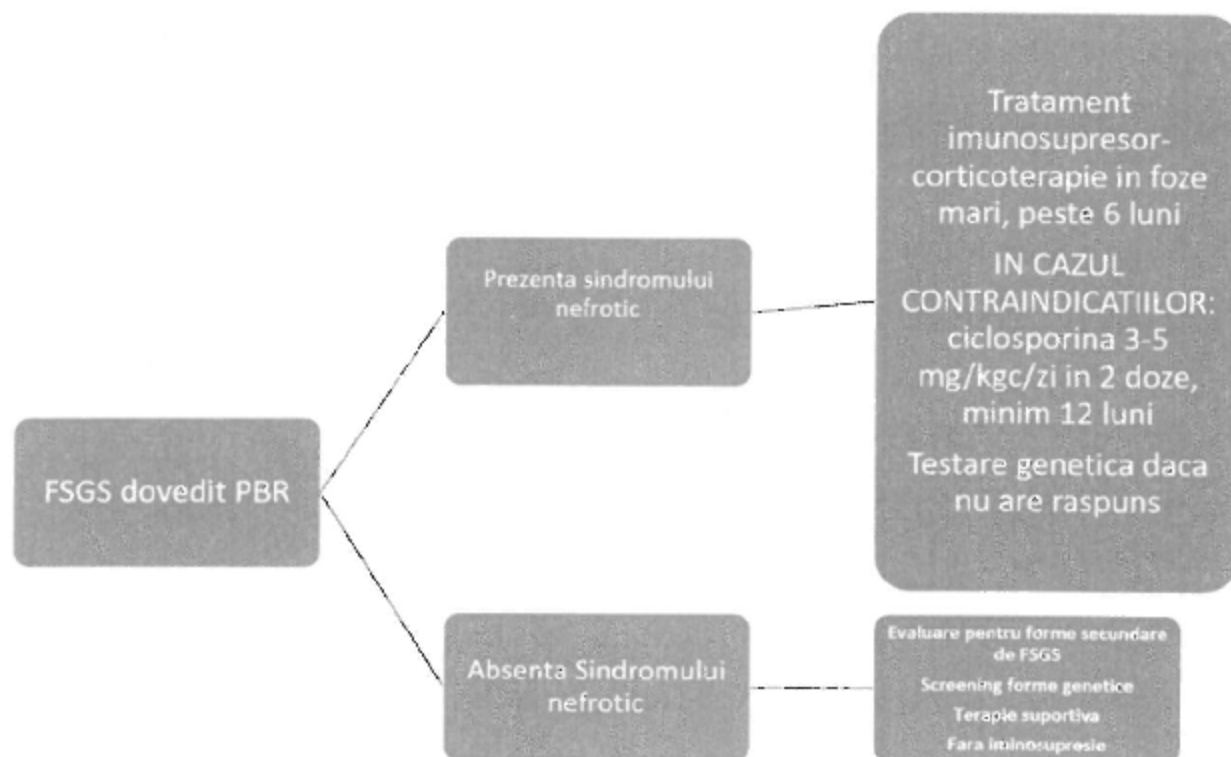 FSGS dovedit PBR
Prezenta sindromului
nefrotic
Tratament
imunosupresor-
corticoterapie in foze
mari, peste 6 luni
IN CAZUL
CONTRAINDICATIILOR:
ciclosporina 3-5
mg/kgc/zi in 2 doze,
minim 12 luni
Testare genetica daca
nu are raspuns
Absenta Sindromului
nefrotic
Evaluare pentru forme secundare
de FSGS
Screening forme genetice
Terapie suportiva
Fara iminosupresie